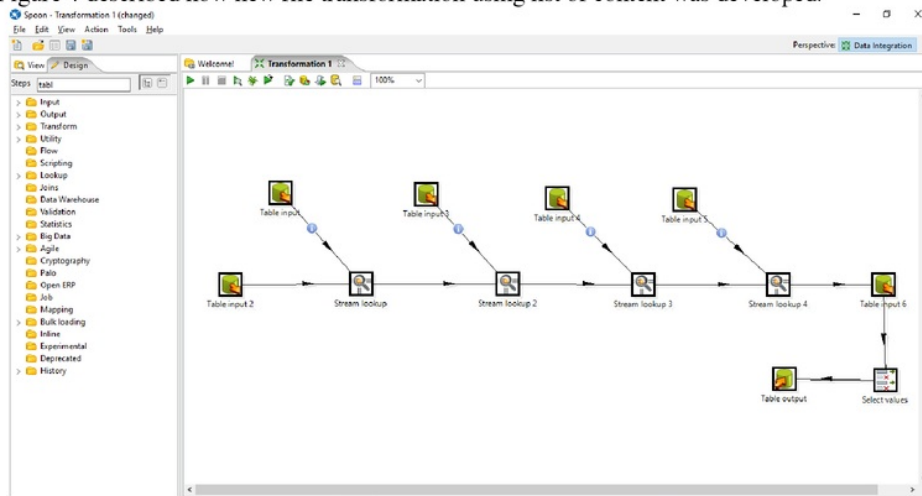 Figure 4 described how new File transformation using list of content was developed.
Spoon - Transformation 1 (changed)
File Edit View Action Tools Help
Perspective: Data Integration
View Design
Welcome! Transformation 1
Steps tabl
100%
Input
Output
Transform
Utility
Flow
Scripting
Lookup
Joins
Data Warehouse
Validation
Statistics
Big Data
Agile
Cryptography
Palo
Open ERP
Job
Mapping
Bulk loading
Inline
Experimental
Deprecated
History
Table input
Table input 3
Table input 4
Table input 5
Table input 2
Stream lookup
Stream lookup 2
Stream lookup 3
Stream lookup 4
Table input 6
Table output
Select values